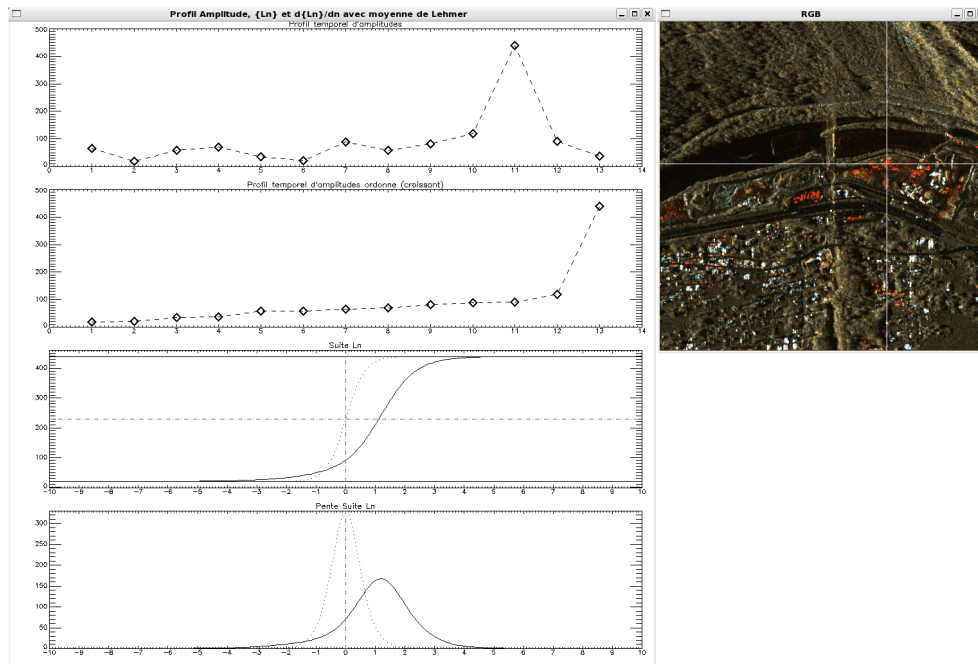 Profil Amplitude, {Ln} et d{Ln}/dn avec moyenne de Lehmer
RGB
Profil temporel d'amplitudes
500
400
300
200
100
0
0 1 2 3 4 5 6 7 8 9 10 11 12 13 14
Profil temporel d'amplitudes ordonne (croissant)
500
400
300
200
100
0
0 1 2 3 4 5 6 7 8 9 10 11 12 13 14
Suite Ln
400
300
200
100
0
-10 -9 -8 -7 -6 -5 -4 -3 -2 -1 0 1 2 3 4 5 6 7 8 9 10
Pente Suite Ln
300
250
200
150
100
50
0
-10 -9 -8 -7 -6 -5 -4 -3 -2 -1 0 1 2 3 4 5 6 7 8 9 10